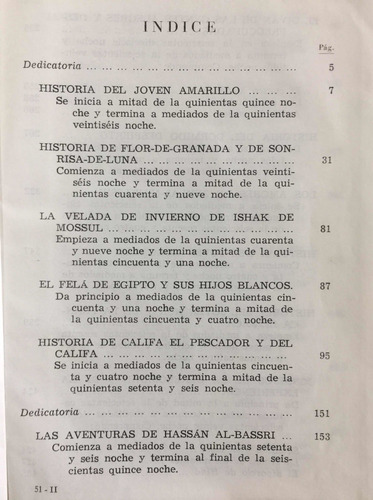 INDICE
Pág.
Dedicatoria ... ... ... ... ... ... ... ... ... ... ... 5
HISTORIA DEL JOVEN AMARILLO ... ... ... 7
Se inicia a mitad de la quinientas quince no-
che y termina a mediados de la quinientas
veintiséis noche.
HISTORIA DE FLOR-DE-GRANADA Y DE SON-
RISA-DE-LUNA ... ... ... ... ... ... ... ... ... 31
Comienza a mediados de la quinientas veinti-
séis noche y termina a mitad de la qui-
nientas cuarenta y nueve noche.
LA VELADA DE INVIERNO DE ISHAK DE
MOSSUL ... ... ... ... ... ... ... ... ... ... ... 81
Empieza a mediados de la quinientas cuarenta
y nueve noche y termina a mitad de la qui-
nientas cincuenta y una noche.
EL FELÁ DE EGIPTO Y SUS HIJOS BLANCOS. 87
Da principio a mediados de la quinientas cin-
cuenta y una noche y termina a mitad de
la quinientas cincuenta y cuatro noche.
HISTORIA DE CALIFA EL PESCADOR Y DEL
CALIFA ... ... ... ... ... ... ... ... ... ... ... 95
Se inicia a mediados de la quinientas cincuen-
ta y cuatro noche y termina a mitad de la
quinientas setenta y seis noche.
Dedicatoria ... ... ... ... ... ... ... ... ... ... ... 151
LAS AVENTURAS DE HASSÁN AL-BASSRI ... 153
Comienza a mediados de la quinientas setenta
y seis noche y termina al final de la seis-
cientas quince noche.
51 - II